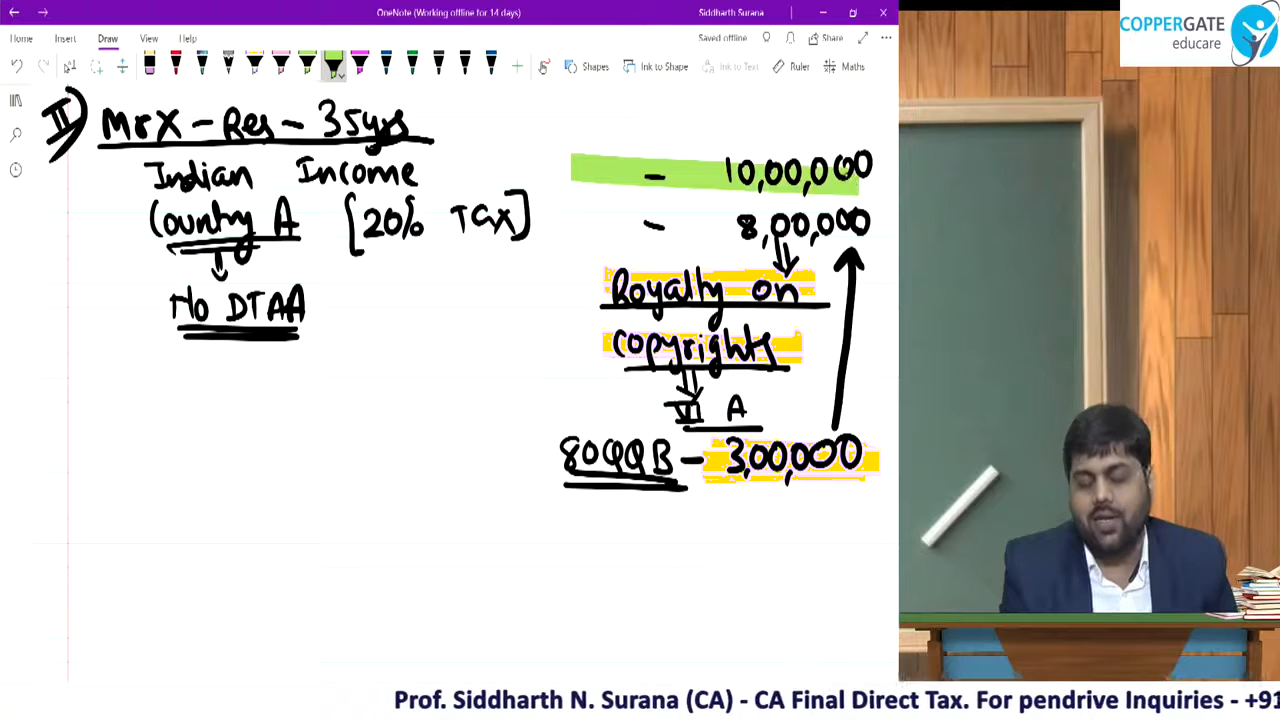 OneNote (Working offline for 14 days)
Siddharth Surana
COPPERGATE
educare
Home Insert Draw View Help
Saved offline
Share
Shapes
Ink to Shape
Ink to Text
Ruler
Maths
II) Mr X - Res - 35yrs
Indian Income - 10,00,000
Country A [20% Tax] - 8,00,000
No DTAA
Royalty on
Copyrights
VI A
80QQB - 3,00,000
Prof. Siddharth N. Surana (CA) - CA Final Direct Tax. For pendrive Inquiries - +91